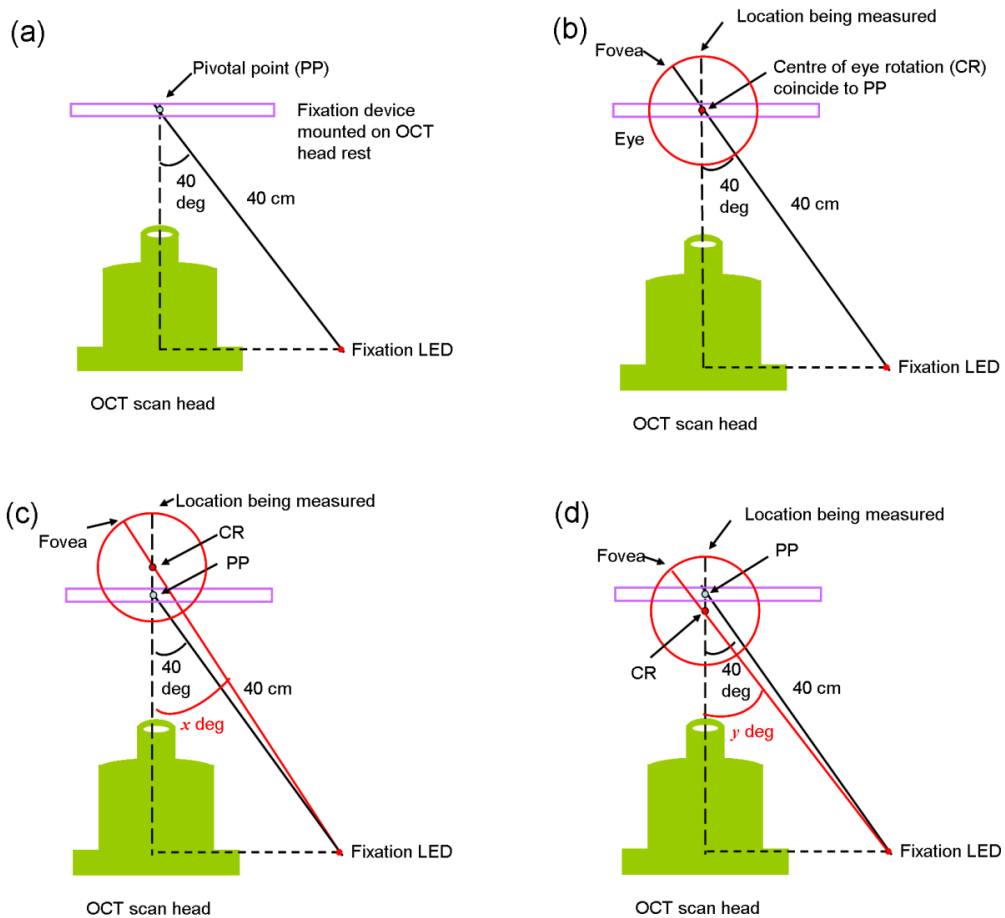 (a)
Pivotal point (PP)
Fixation device
mounted on OCT
head rest
40
deg
40 cm
Fixation LED
OCT scan head
(b)
Location being measured
Fovea
Centre of eye rotation (CR)
coincide to PP
Eye
40
deg
40 cm
Fixation LED
OCT scan head
(c)
Location being measured
Fovea
CR
PP
40
deg
40 cm
x deg
Fixation LED
OCT scan head
(d)
Location being measured
Fovea
PP
CR
40
deg
40 cm
y deg
Fixation LED
OCT scan head